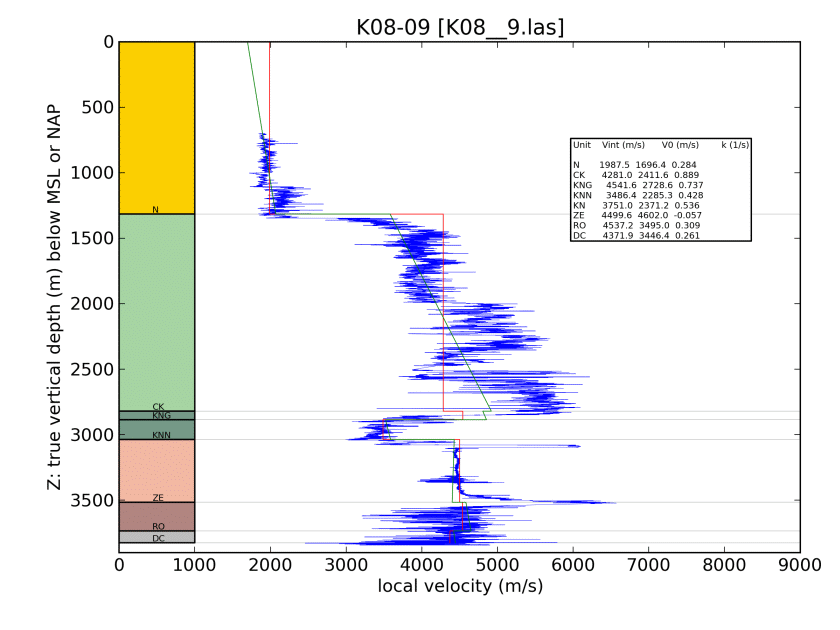 K08-09 [K08__9.las]
Z: true vertical depth (m) below MSL or NAP
0
500
1000
1500
2000
2500
3000
3500
N
CK
KNG
KNN
ZE
RO
DC
Unit Vint (m/s) V0 (m/s) k (1/s)
N 1987.5 1696.4 0.284
CK 4281.0 2411.6 0.889
KNG 4541.6 2728.6 0.737
KNN 3486.4 2285.3 0.428
KN 3751.0 2371.2 0.536
ZE 4499.6 4602.0 -0.057
RO 4537.2 3495.0 0.309
DC 4371.9 3446.4 0.261
0 1000 2000 3000 4000 5000 6000 7000 8000 9000
local velocity (m/s)